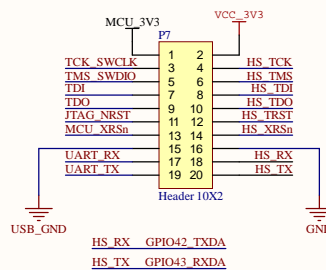 MCU_3V3 VCC_3V3
P7
1 2
TCK_SWCLK 3 4 HS_TCK
TMS_SWDIO 5 6 HS_TMS
TDI 7 8 HS_TDI
TDO 9 10 HS_TDO
JTAG_NRST 11 12 HS_TRST
MCU_XRSn 13 14 HS_XRSn
15 16
UART_RX 17 18 HS_RX
UART_TX 19 20 HS_TX
Header 10X2
USB_GND GND
HS_RX GPIO42_TXDA
HS_TX GPIO43_RXDA